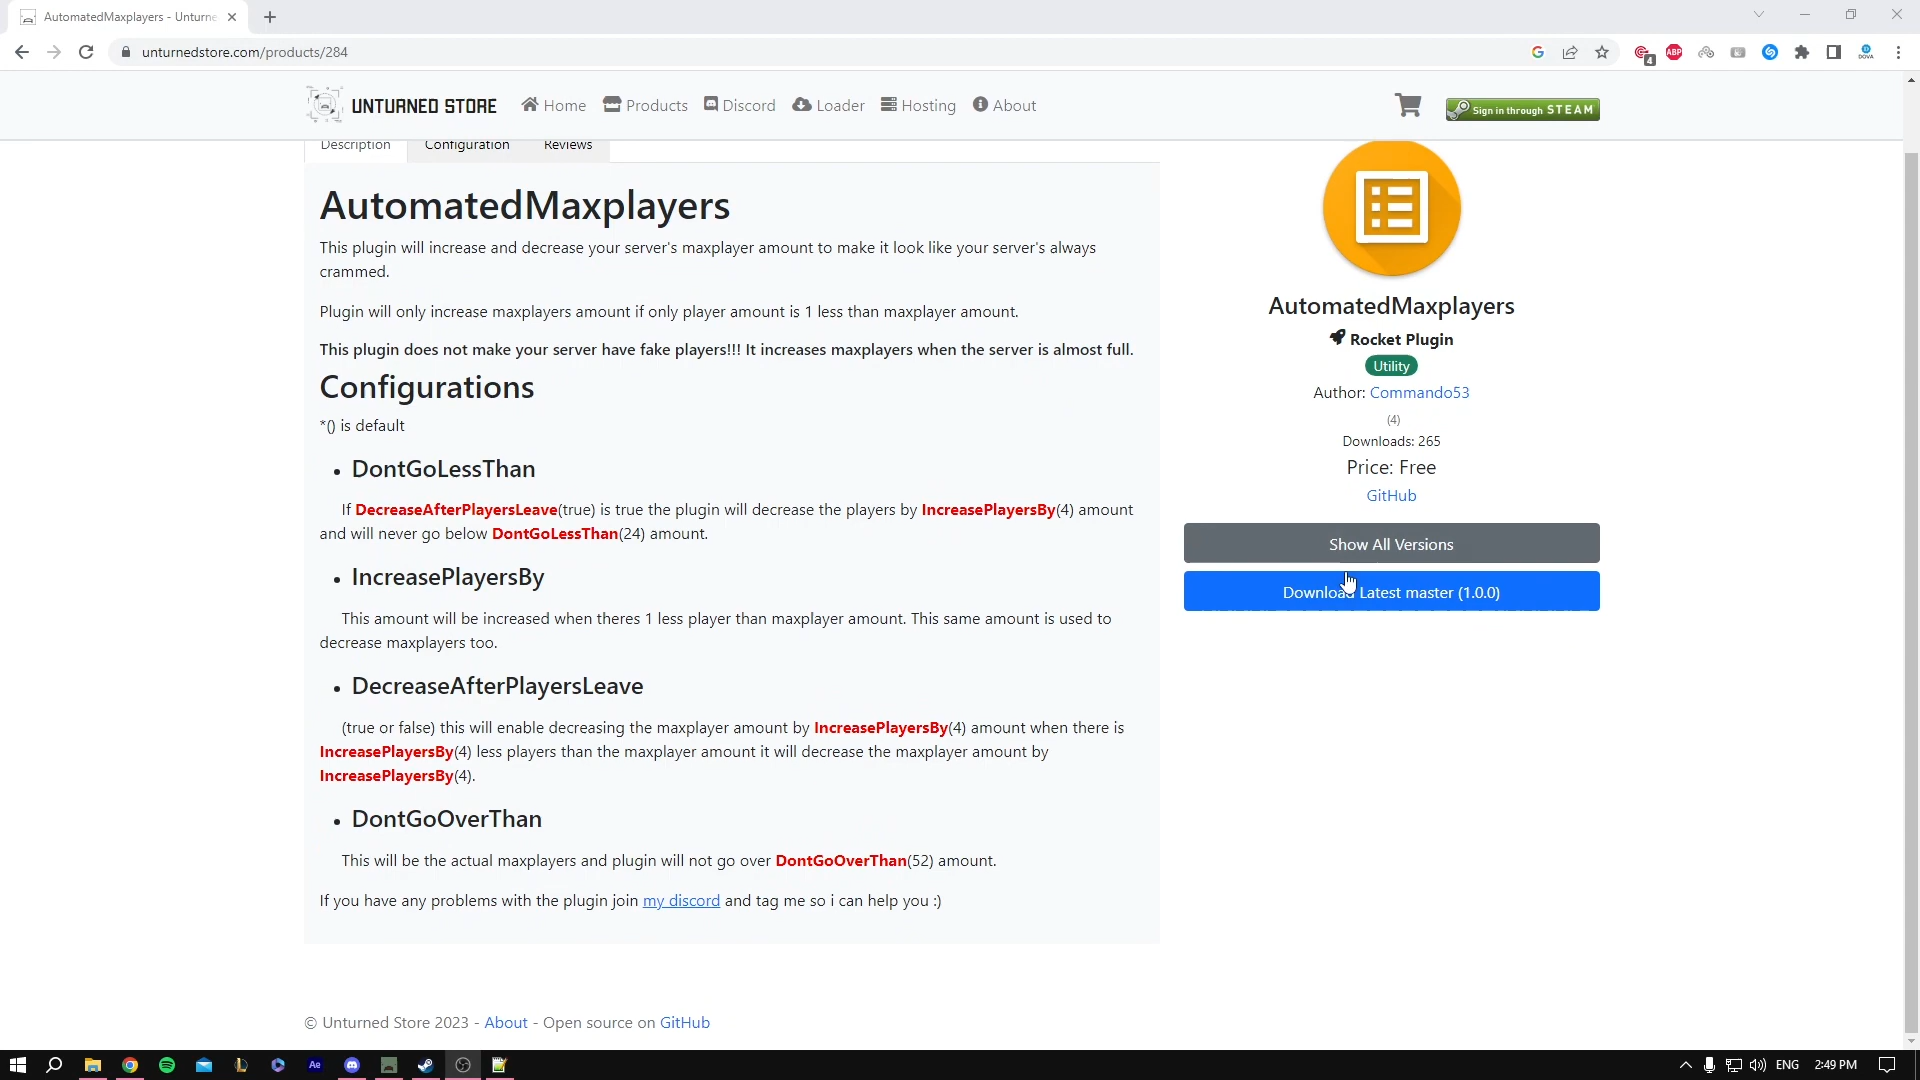 AutomatedMaxplayers - Unturne
unturnedstore.com/products/284
4
ABP
DOVA
UNTURNED STORE
Home
Products
Discord
Loader
Hosting
About
Sign in through STEAM
Description
Configuration
Reviews
AutomatedMaxplayers
This plugin will increase and decrease your server's maxplayer amount to make it look like your server's always
crammed.
Plugin will only increase maxplayers amount if only player amount is 1 less than maxplayer amount.
This plugin does not make your server have fake players!!! It increases maxplayers when the server is almost full.
Configurations
*() is default
• DontGoLessThan
If DecreaseAfterPlayersLeave(true) is true the plugin will decrease the players by IncreasePlayersBy(4) amount
and will never go below DontGoLessThan(24) amount.
• IncreasePlayersBy
This amount will be increased when theres 1 less player than maxplayer amount. This same amount is used to
decrease maxplayers too.
• DecreaseAfterPlayersLeave
(true or false) this will enable decreasing the maxplayer amount by IncreasePlayersBy(4) amount when there is
IncreasePlayersBy(4) less players than the maxplayer amount it will decrease the maxplayer amount by
IncreasePlayersBy(4).
• DontGoOverThan
This will be the actual maxplayers and plugin will not go over DontGoOverThan(52) amount.
If you have any problems with the plugin join my discord and tag me so i can help you :)
AutomatedMaxplayers
Rocket Plugin
Utility
Author: Commando53
(4)
Downloads: 265
Price: Free
GitHub
Show All Versions
Download Latest master (1.0.0)
© Unturned Store 2023 - About - Open source on GitHub
Ae
ENG
2:49 PM